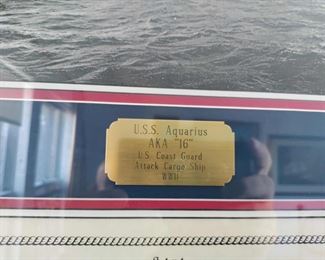 U.S.S. Aquarius
AKA "16"
U.S. Coast Guard
Attack Cargo Ship
WWII